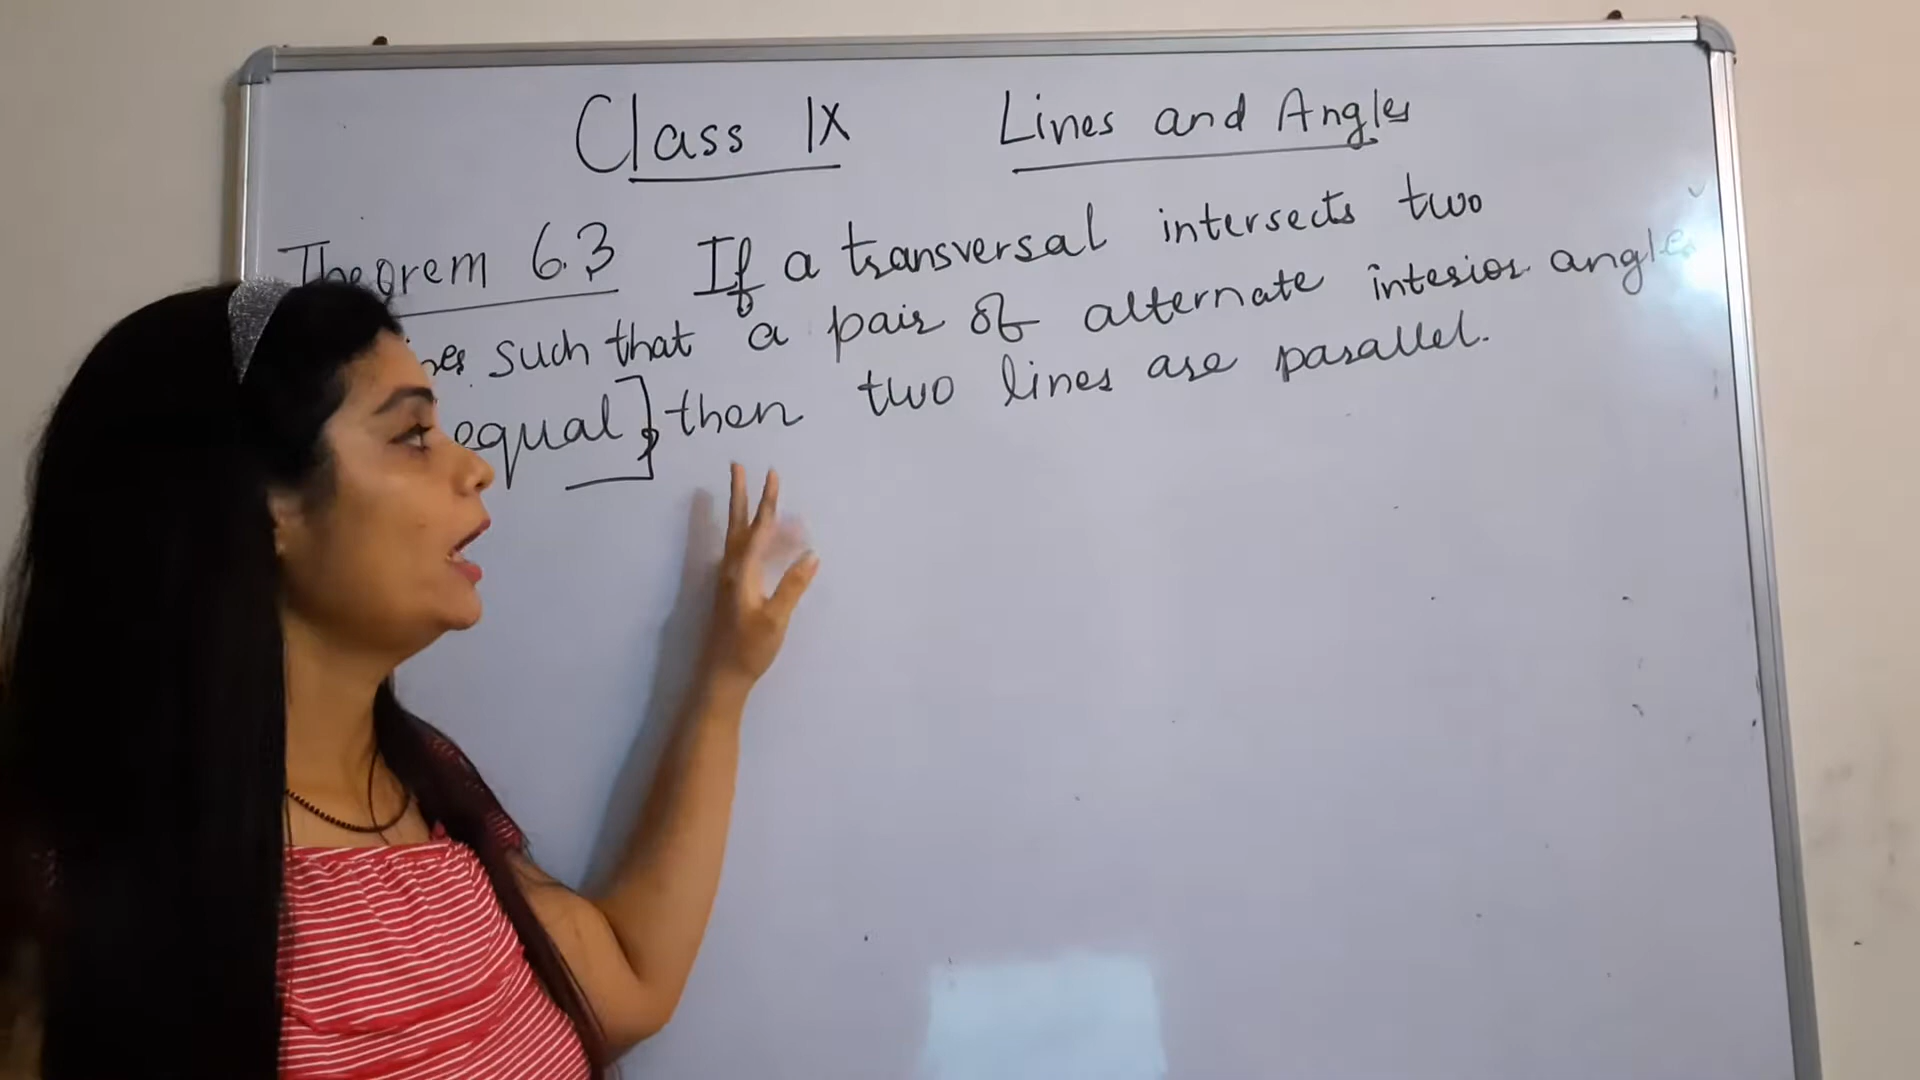 Class IX Lines and Angles
Theorem 6.3 If a transversal intersects two
such that a pair of alternate interior angles
equal], then two lines are parallel.